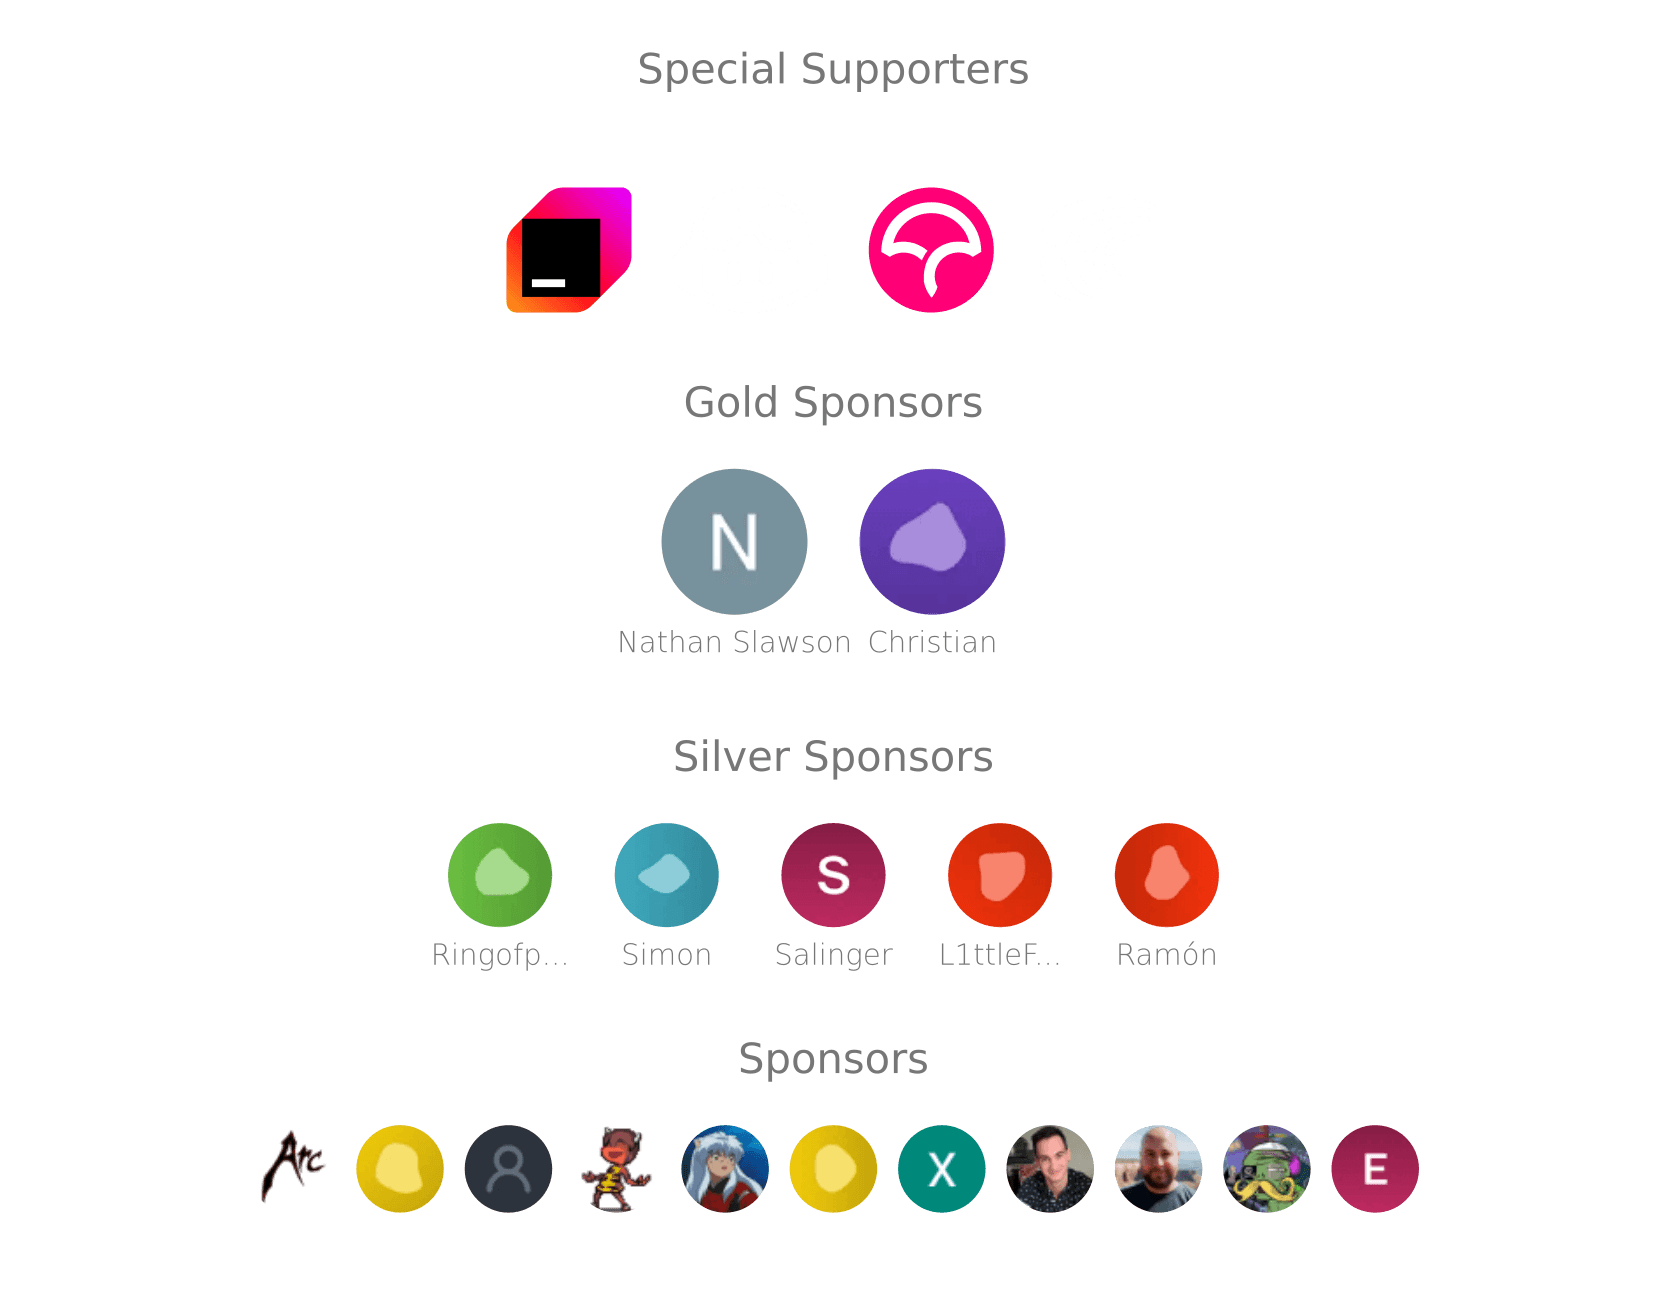 Special Supporters
Gold Sponsors
N
Nathan Slawson Christian
Silver Sponsors
S
Ringofp... Simon Salinger L1ttleF... Ramón
Sponsors
Arc X E